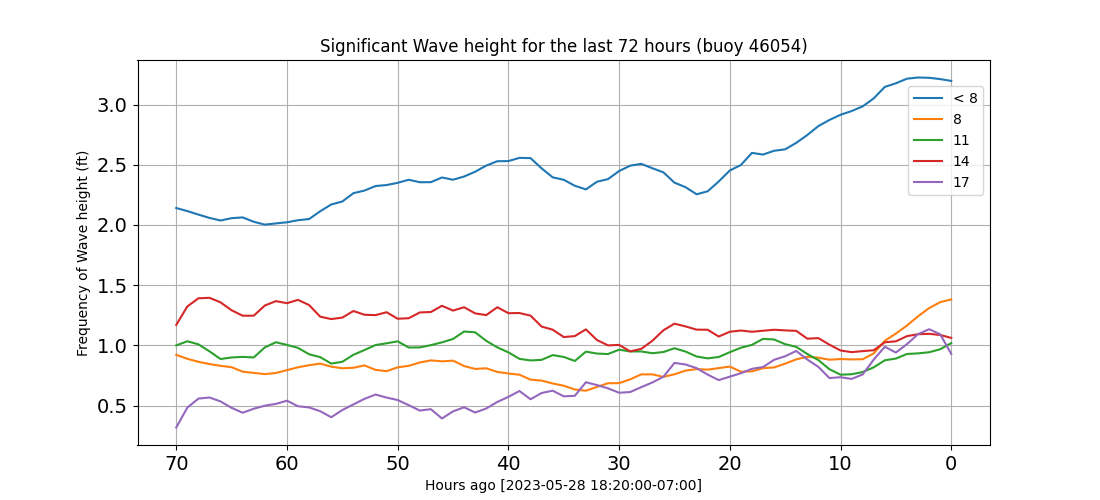 Significant Wave height for the last 72 hours (buoy 46054)
Frequency of Wave height (ft)
3.0
2.5
2.0
1.5
1.0
0.5
< 8
8
11
14
17
70 60 50 40 30 20 10 0
Hours ago [2023-05-28 18:20:00-07:00]